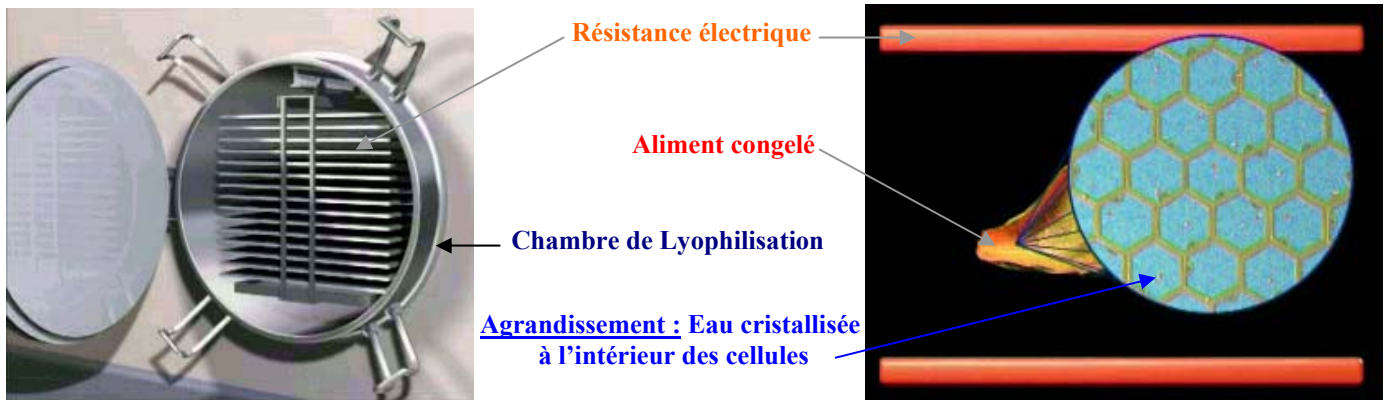 Résistance électrique
Aliment congelé
Chambre de Lyophilisation
Agrandissement : Eau cristallisée
à l'intérieur des cellules